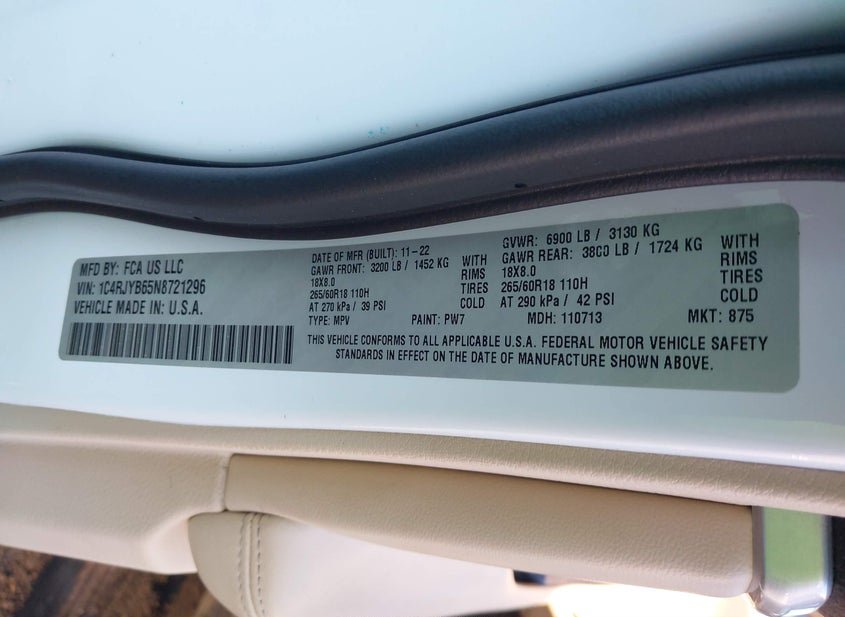 MFD BY: FCA US LLC
VIN: 1C4RJYB65N8721296
VEHICLE MADE IN: U.S.A.
DATE OF MFR (BUILT): 11-22
GAWR FRONT: 3200 LB / 1452 KG WITH
18X8.0 RIMS
265/60R18 110H TIRES
AT 270 kPa / 39 PSI COLD
GVWR: 6900 LB / 3130 KG
GAWR REAR: 3800 LB / 1724 KG WITH
18X8.0 RIMS
265/60R18 110H TIRES
AT 290 kPa / 42 PSI COLD
TYPE: MPV PAINT: PW7 MDH: 110713 MKT: 875
THIS VEHICLE CONFORMS TO ALL APPLICABLE U.S.A. FEDERAL MOTOR VEHICLE SAFETY
STANDARDS IN EFFECT ON THE DATE OF MANUFACTURE SHOWN ABOVE.